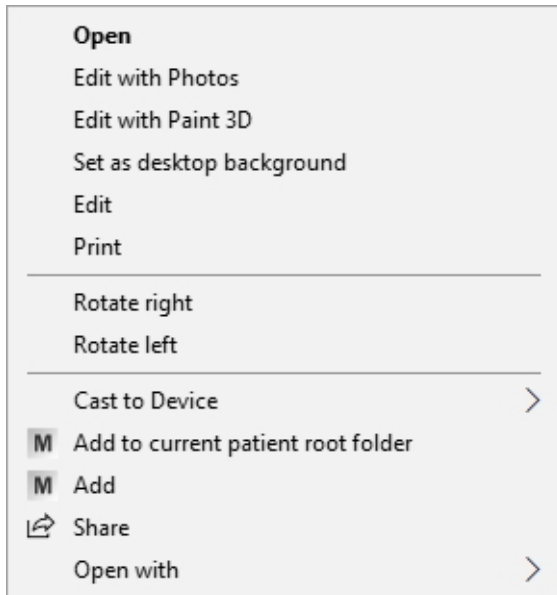 Open
Edit with Photos
Edit with Paint 3D
Set as desktop background
Edit
Print
Rotate right
Rotate left
Cast to Device
M Add to current patient root folder
M Add
Share
Open with